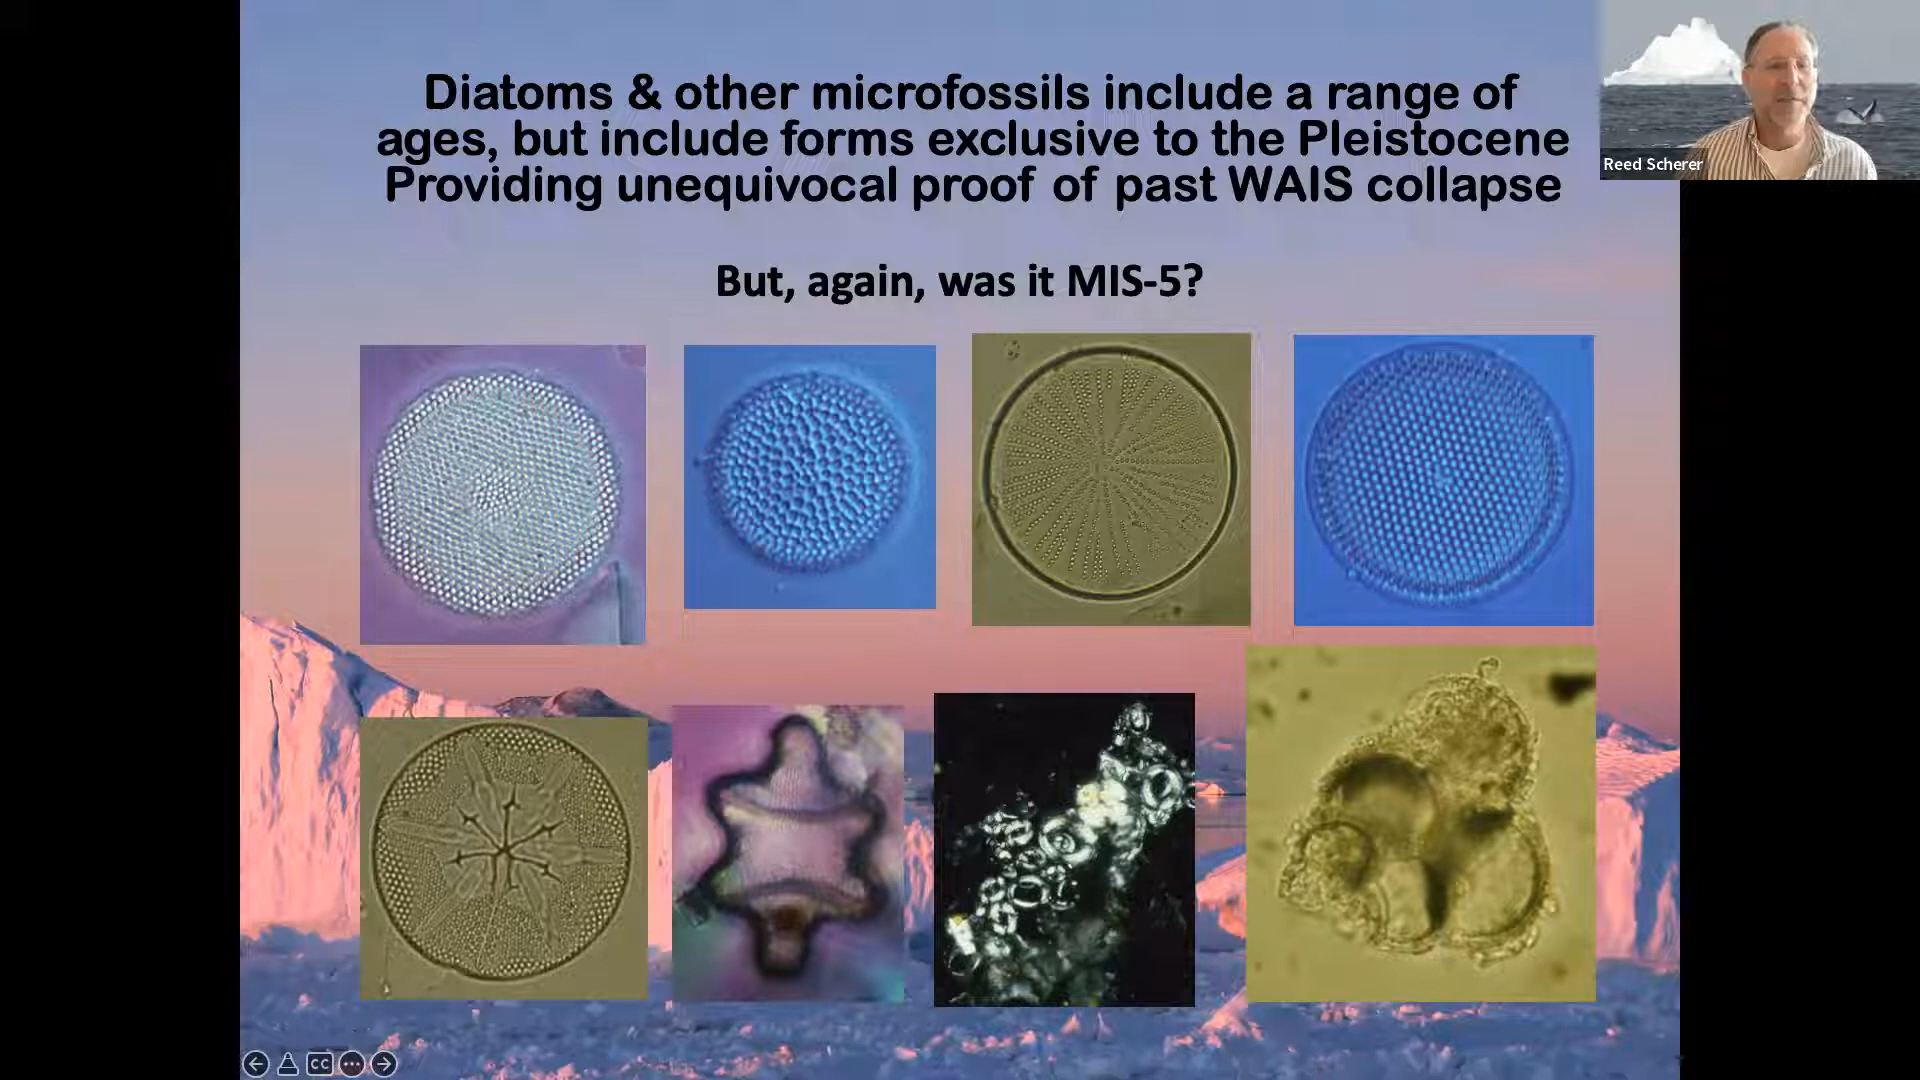 Diatoms & other microfossils include a range of
ages, but include forms exclusive to the Pleistocene
Providing unequivocal proof of past WAIS collapse
But, again, was it MIS-5?
Reed Scherer
CC